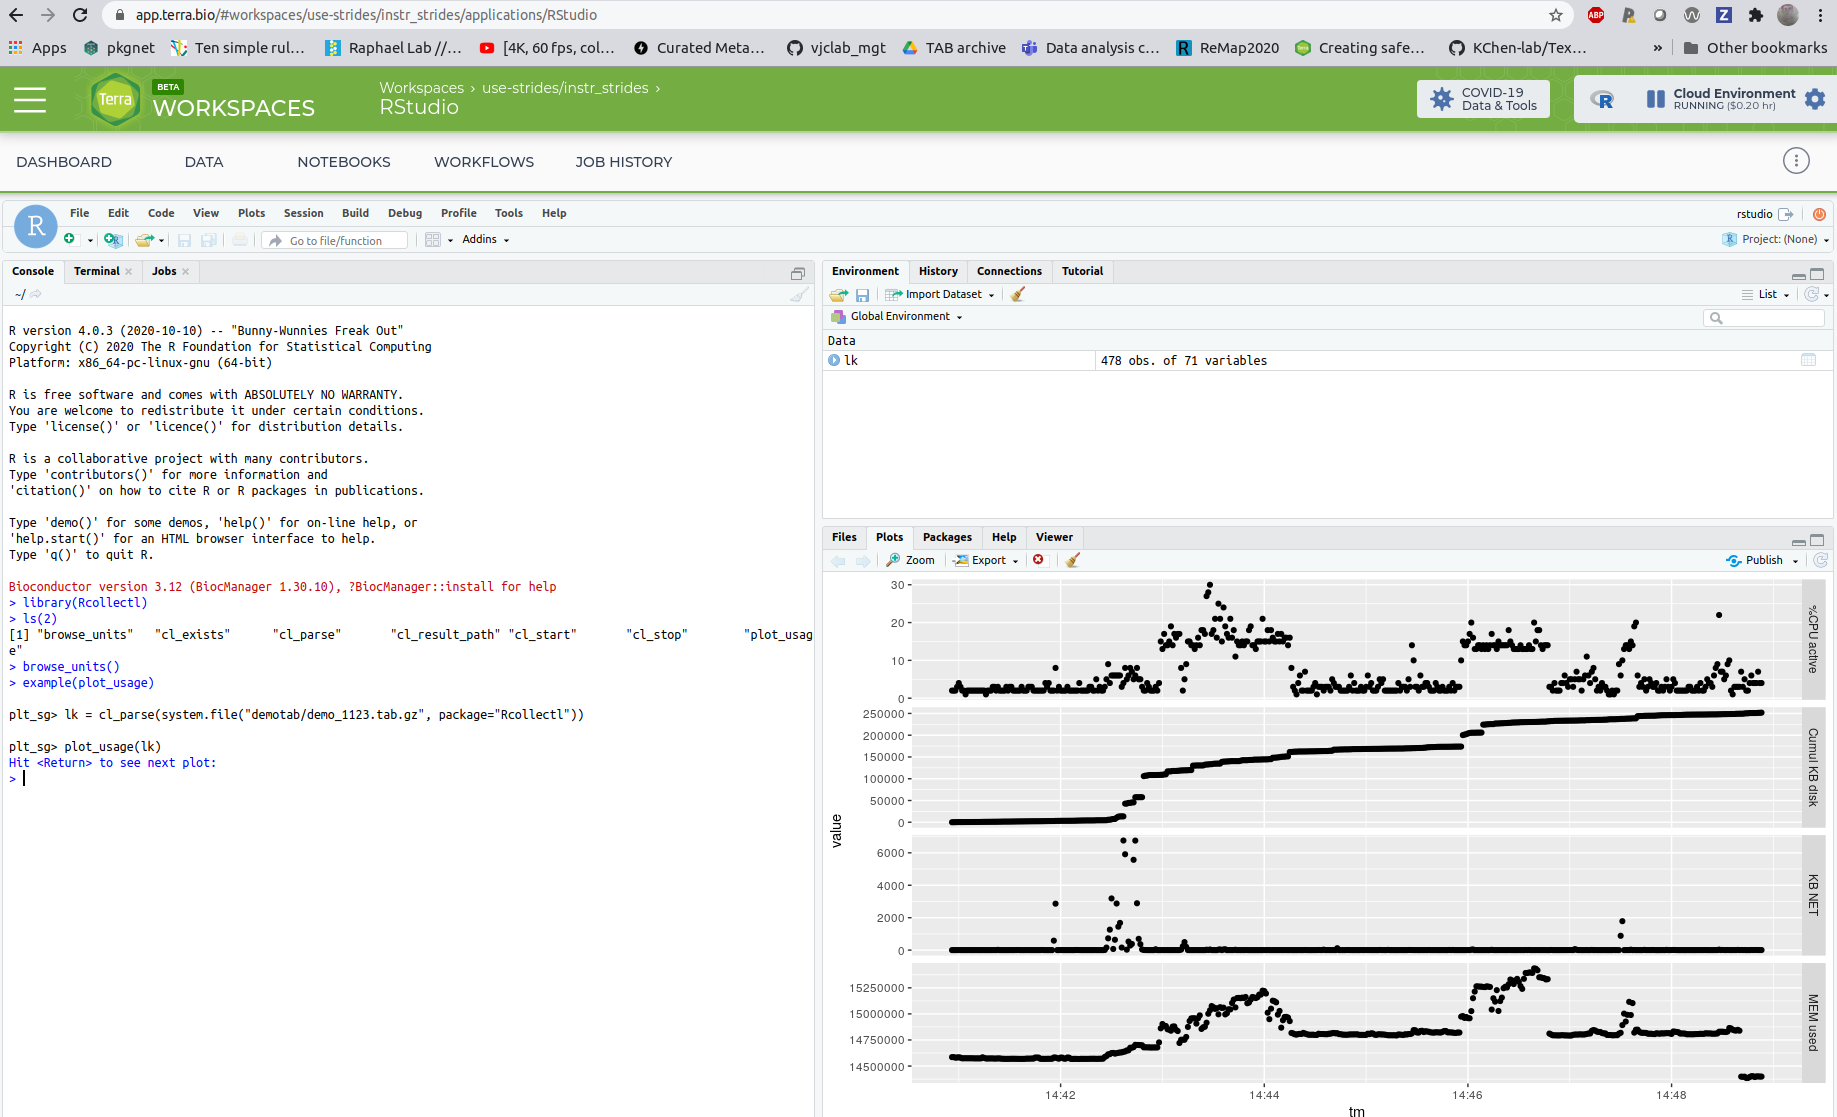 app.terra.bio/#workspaces/use-strides/instr_strides/applications/RStudio
ABP
Z
Apps pkgnet Ten simple rul... Raphael Lab //... [4K, 60 fps, col... Curated Meta... vjclab_mgt TAB archive Data analysis c... ReMap2020 Creating safe... KChen-lab/Tex... » Other bookmarks
Terra BETA WORKSPACES
Workspaces › use-strides/instr_strides ›
RStudio
COVID-19
Data & Tools
R
Cloud Environment
RUNNING ($0.20 hr)
DASHBOARD DATA NOTEBOOKS WORKFLOWS JOB HISTORY
R
File Edit Code View Plots Session Build Debug Profile Tools Help
rstudio
Go to file/function
Addins
Project: (None)
Console Terminal Jobs
~/
R version 4.0.3 (2020-10-10) -- "Bunny-Wunnies Freak Out"
Copyright (C) 2020 The R Foundation for Statistical Computing
Platform: x86_64-pc-linux-gnu (64-bit)
R is free software and comes with ABSOLUTELY NO WARRANTY.
You are welcome to redistribute it under certain conditions.
Type 'license()' or 'licence()' for distribution details.
R is a collaborative project with many contributors.
Type 'contributors()' for more information and
'citation()' on how to cite R or R packages in publications.
Type 'demo()' for some demos, 'help()' for on-line help, or
'help.start()' for an HTML browser interface to help.
Type 'q()' to quit R.
Bioconductor version 3.12 (BiocManager 1.30.10), ?BiocManager::install for help
> library(Rcollectl)
> ls(2)
[1] "browse_units" "cl_exists" "cl_parse" "cl_result_path" "cl_start" "cl_stop" "plot_usag
e"
> browse_units()
> example(plot_usage)
plt_sg> lk = cl_parse(system.file("demotab/demo_1123.tab.gz", package="Rcollectl"))
plt_sg> plot_usage(lk)
Hit <Return> to see next plot:
>
Environment History Connections Tutorial
Import Dataset
List
Global Environment
Data
lk 478 obs. of 71 variables
Files Plots Packages Help Viewer
Zoom Export Publish
30
20
10
0
%CPU active
250000
200000
150000
100000
50000
0
Cumul KB disk
6000
4000
2000
0
KB NET
15250000
15000000
14750000
14500000
MEM used
value
14:42 14:44 14:46 14:48
tm